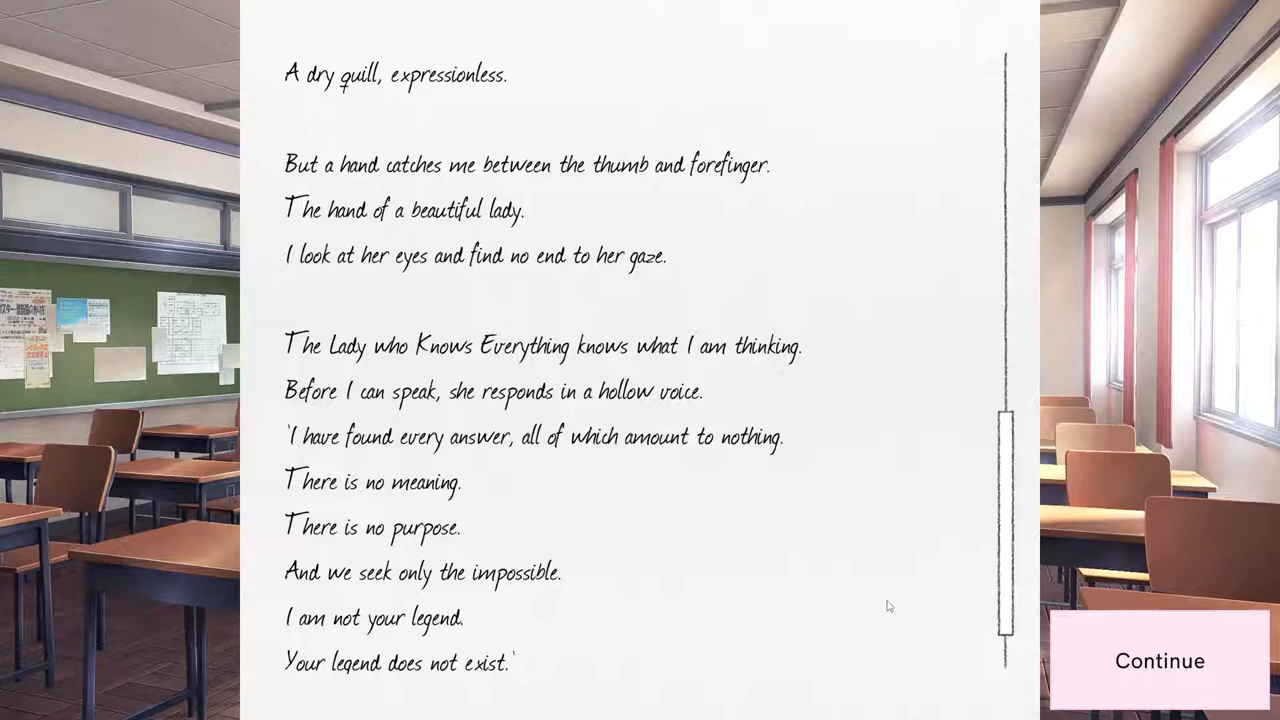 A dry quill, expressionless.
But a hand catches me between the thumb and forefinger.
The hand of a beautiful lady.
I look at her eyes and find no end to her gaze.
The Lady who Knows Everything knows what I am thinking.
Before I can speak, she responds in a hollow voice.
'I have found every answer, all of which amount to nothing.
There is no meaning.
There is no purpose.
And we seek only the impossible.
I am not your legend.
Your legend does not exist.'
Continue